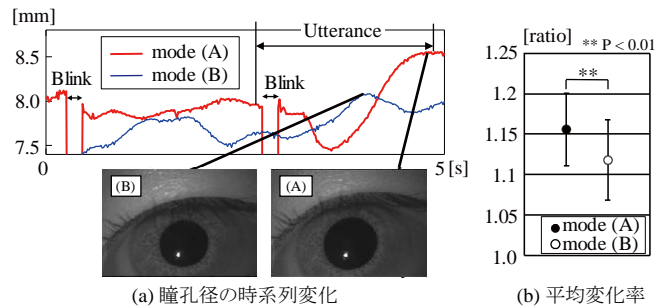 [mm]
8.5
8.0
7.5
0
5 [s]
mode (A)
mode (B)
Utterance
Blink
Blink
(B)
(A)
(a) 瞳孔径の時系列変化
[ratio]
** P < 0.01
**
1.2
1.15
1.1
1.05
1.0
mode (A)
mode (B)
(b) 平均変化率